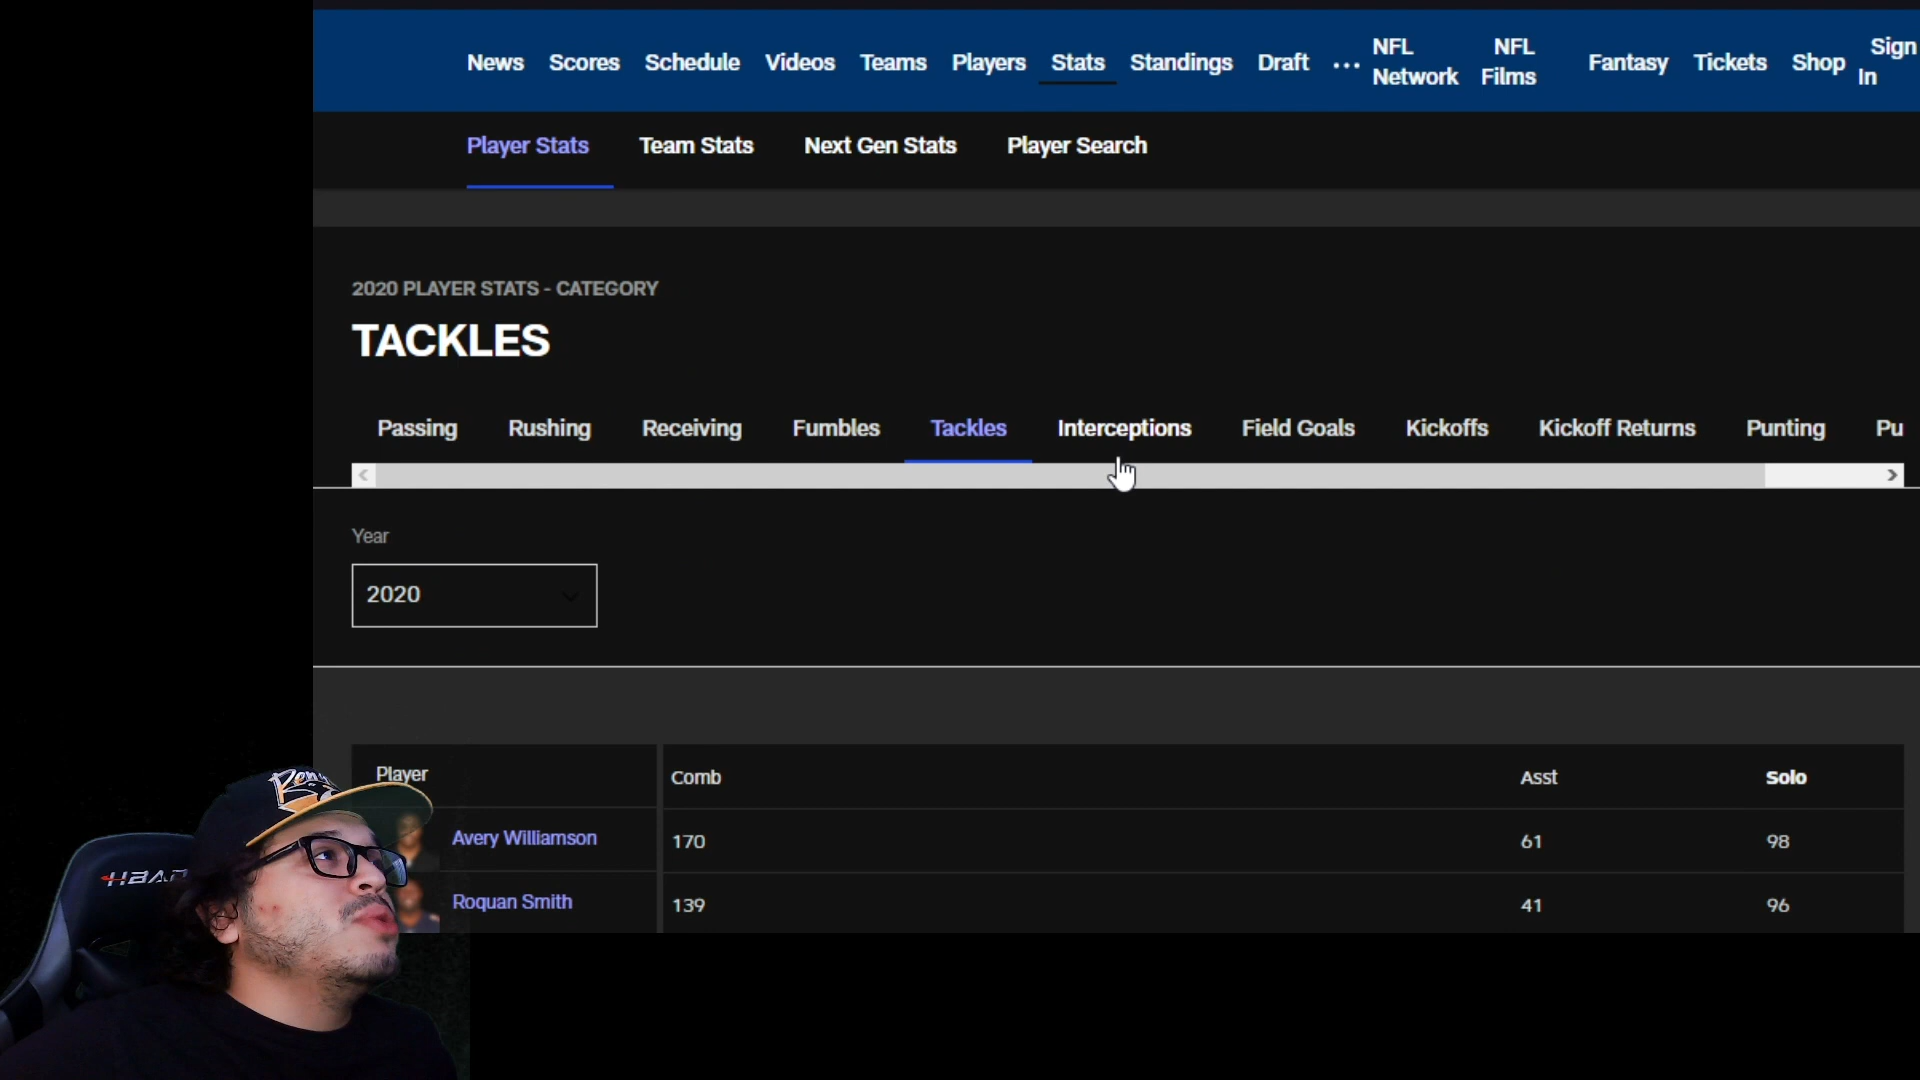 News Scores Schedule Videos Teams Players Stats Standings Draft ... NFL Network NFL Films Fantasy Tickets Shop Sign In
Player Stats Team Stats Next Gen Stats Player Search
2020 PLAYER STATS - CATEGORY
TACKLES
Passing Rushing Receiving Fumbles Tackles Interceptions Field Goals Kickoffs Kickoff Returns Punting Pu
Year
2020
Player Comb Asst Solo
Avery Williamson 170 61 98
Roquan Smith 139 41 96